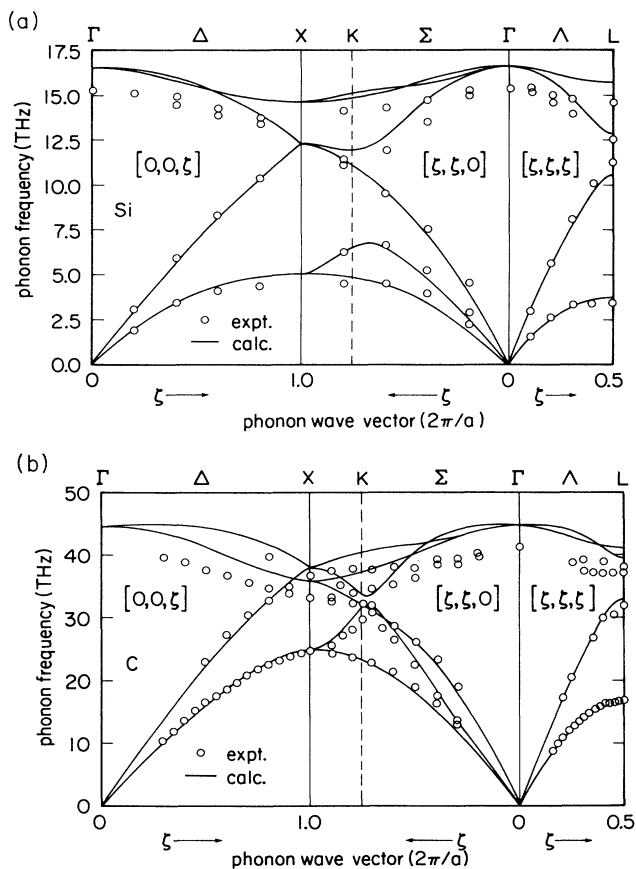 (a)
Γ Δ X K Σ Γ Λ L
17.5
15.0
12.5
10.0
7.5
5.0
2.5
0.0
phonon frequency (THz)
[0,0,ζ] [ζ,ζ,0] [ζ,ζ,ζ]
Si
○ expt.
— calc.
0 1.0 0 0.5
ζ → ← ζ ζ →
phonon wave vector (2π/a)
(b)
Γ Δ X K Σ Γ Λ L
50
40
30
20
10
0
phonon frequency (THz)
[0,0,ζ] [ζ,ζ,0] [ζ,ζ,ζ]
C
○ expt.
— calc.
0 1.0 0 0.5
ζ → ← ζ ζ →
phonon wave vector (2π/a)